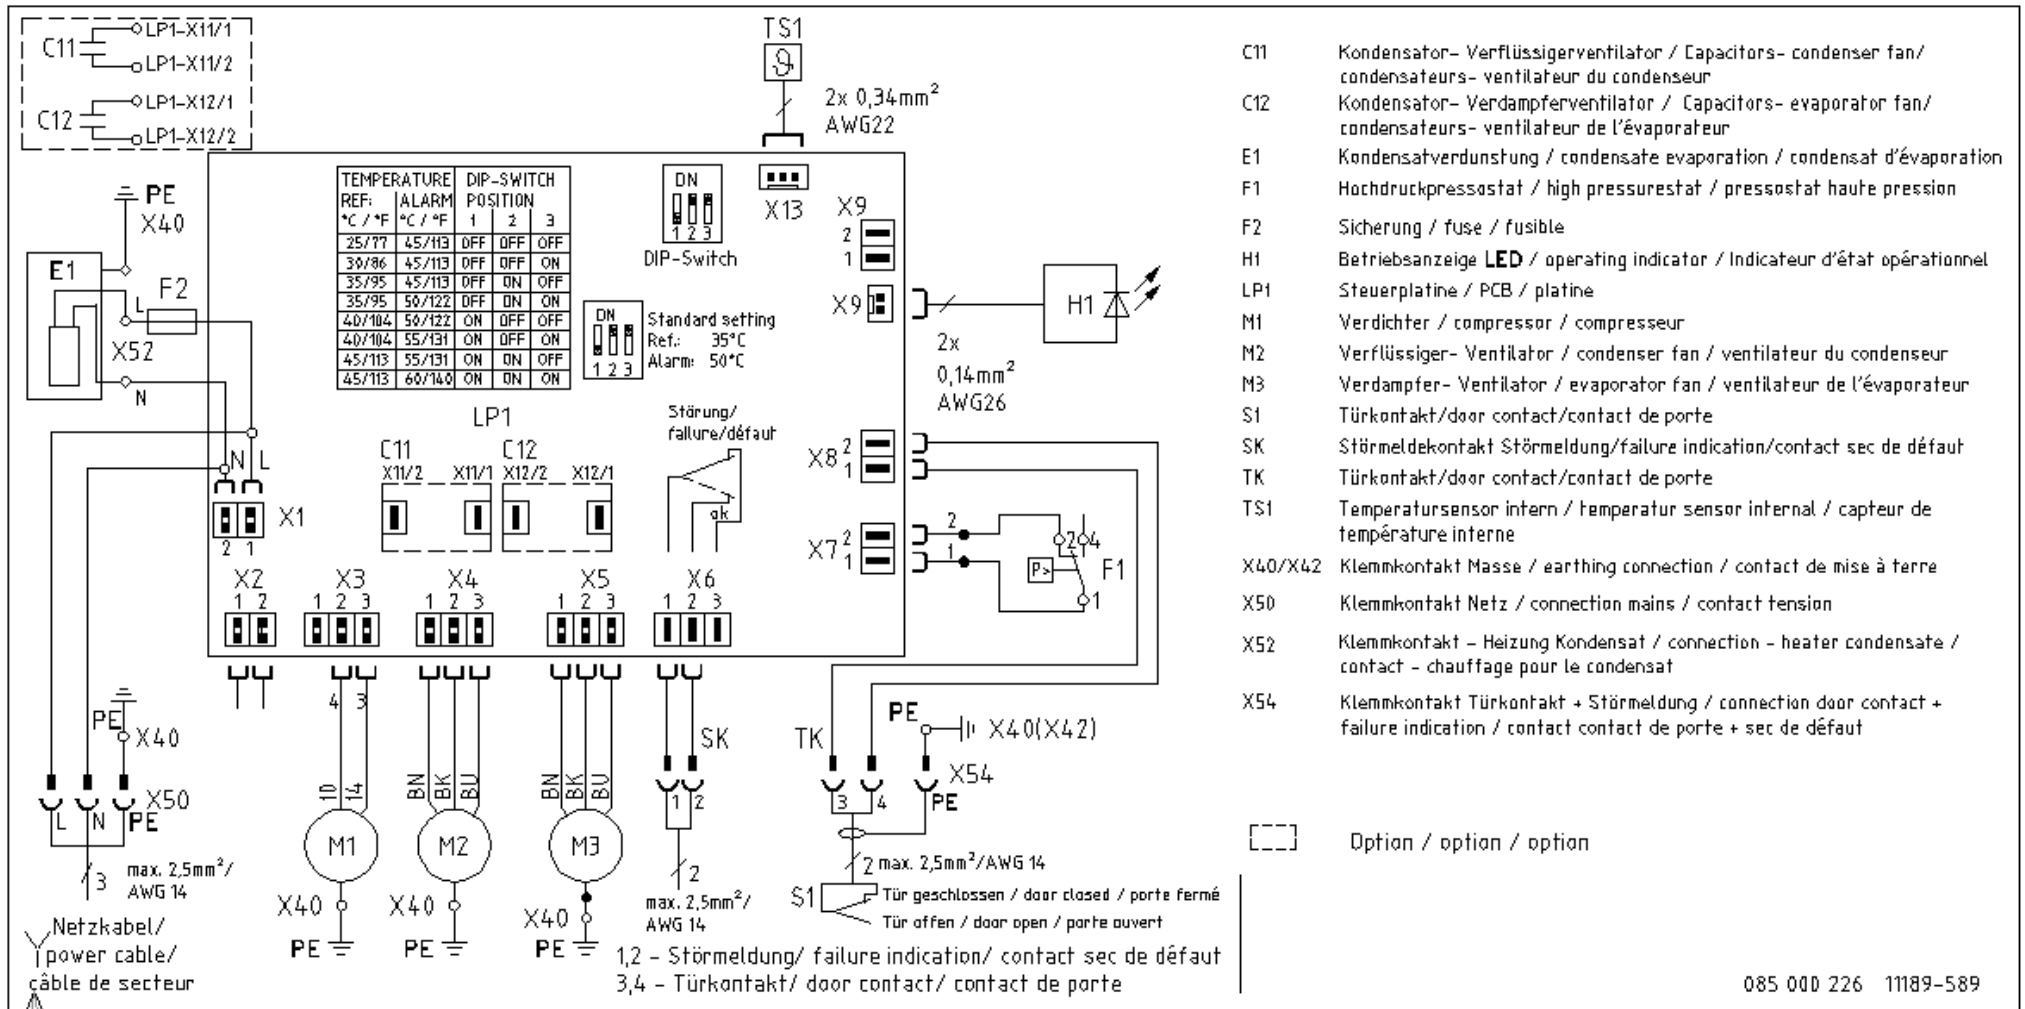 C11
LP1-X11/1
LP1-X11/2
C12
LP1-X12/1
LP1-X12/2
TS1
2x 0,34mm²
AWG22
PE
X40
E1
F2
L
X52
N
TEMPERATURE DIP-SWITCH
REF: ALARM POSITION
°C / °F °C / °F 1 2 3
25/77 45/113 OFF OFF OFF
30/86 45/113 OFF OFF ON
35/95 45/113 OFF ON OFF
35/95 50/122 OFF ON ON
40/104 50/122 ON OFF OFF
40/104 55/131 ON OFF ON
45/113 55/131 ON ON OFF
45/113 60/140 ON ON ON
ON
1 2 3
DIP-Switch
ON
1 2 3
Standard setting
Ref.: 35°C
Alarm: 50°C
X13
X9
2
1
X9
H1
2x
0,14mm²
AWG26
LP1
C11
X11/2 X11/1
C12
X12/2 X12/1
Störung/
failure/défaut
ok
X8 2
1
X7 2
1
2
1
2 4
P>
F1
1
N L
X1
2 1
X2
1 2
X3
1 2 3
X4
1 2 3
X5
1 2 3
X6
1 2 3
4 3
10 14
M1
X40
PE
BN BK BU
M2
X40
PE
BN BK BU
M3
X40
PE
PE
X40
X50
L N PE
3
max. 2,5mm²/
AWG 14
Netzkabel/
power cable/
câble de secteur
SK
1 2
2
max. 2,5mm²/
AWG 14
TK
PE
X40(X42)
X54
3 4 PE
2 max. 2,5mm²/AWG 14
S1
Tür geschlossen / door closed / porte fermé
Tür offen / door open / porte ouvert
1,2 - Störmeldung/ failure indication/ contact sec de défaut
3,4 - Türkontakt/ door contact/ contact de porte
C11 Kondensator- Verflüssigerventilator / Capacitors- condenser fan/
condensateurs- ventilateur du condenseur
C12 Kondensator- Verdampferventilator / Capacitors- evaporator fan/
condensateurs- ventilateur de l'évaporateur
E1 Kondensatverdunstung / condensate evaporation / condensat d'évaporation
F1 Hochdruckpressostat / high pressurestat / pressostat haute pression
F2 Sicherung / fuse / fusible
H1 Betriebsanzeige LED / operating indicator / Indicateur d'état opérationnel
LP1 Steuerplatine / PCB / platine
M1 Verdichter / compressor / compresseur
M2 Verflüssiger- Ventilator / condenser fan / ventilateur du condenseur
M3 Verdampfer- Ventilator / evaporator fan / ventilateur de l'évaporateur
S1 Türkontakt/door contact/contact de porte
SK Störmeldekontakt Störmeldung/failure indication/contact sec de défaut
TK Türkontakt/door contact/contact de porte
TS1 Temperatursensor intern / temperatur sensor internal / capteur de
température interne
X40/X42 Klemmkontakt Masse / earthing connection / contact de mise à terre
X50 Klemmkontakt Netz / connection mains / contact tension
X52 Klemmkontakt - Heizung Kondensat / connection - heater condensate /
contact - chauffage pour le condensat
X54 Klemmkontakt Türkontakt + Störmeldung / connection door contact +
failure indication / contact contact de porte + sec de défaut
Option / option / option
085 000 226 11189-589